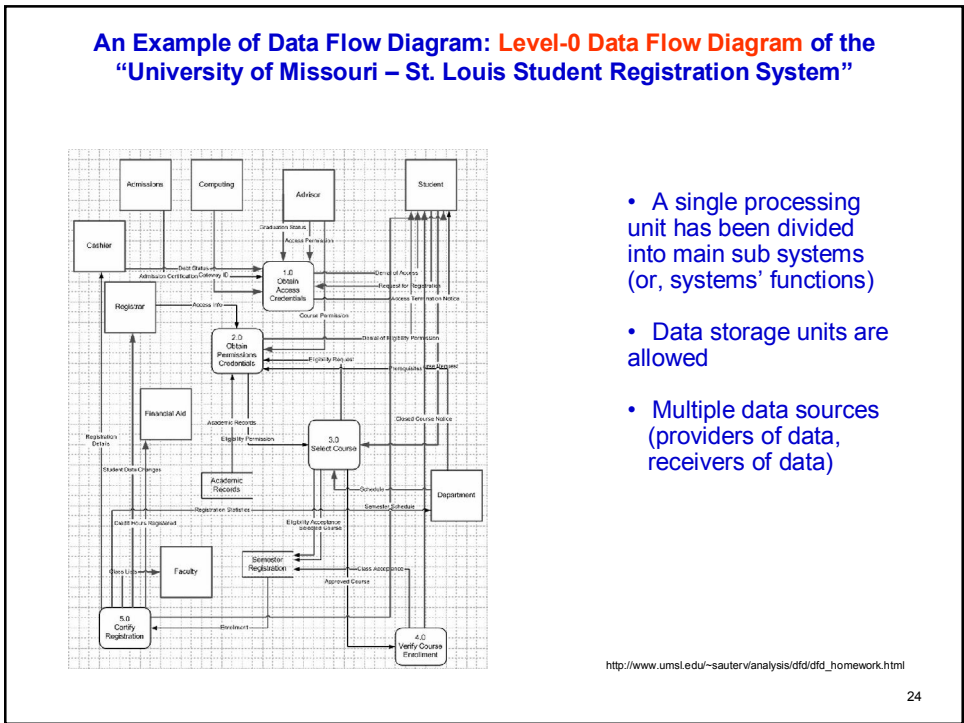 An Example of Data Flow Diagram: Level-0 Data Flow Diagram of the
“University of Missouri – St. Louis Student Registration System”
Admissions
Computing
Advisor
Student
Cashier
Graduation Status
Access Permission
Debt Status
Admission Certification
Gateway ID
1.0
Obtain
Access
Credentials
Denial of Access
Request for Registration
Access Termination Notice
Registrar
Access Info
Course Permission
2.0
Obtain
Permissions
Credentials
Denial of Eligibility Permission
Eligibility Request
Prerequisites
Request
Financial Aid
Academic Records
Closed Course Notice
Registration
Details
Eligibility Permission
3.0
Select Course
Student Data Changes
Academic
Records
Schedule
Department
Semester Schedule
Registration Statistics
Credit Hours Registered
Eligibility Acceptance
Selected Course
Semester
Registration
Class Lists
Faculty
Class Acceptance
Approved Course
5.0
Certify
Registration
Enrollment
4.0
Verify Course
Enrollment
• A single processing
unit has been divided
into main sub systems
(or, systems’ functions)
• Data storage units are
allowed
• Multiple data sources
(providers of data,
receivers of data)
http://www.umsl.edu/~sauterv/analysis/dfd/dfd_homework.html
24